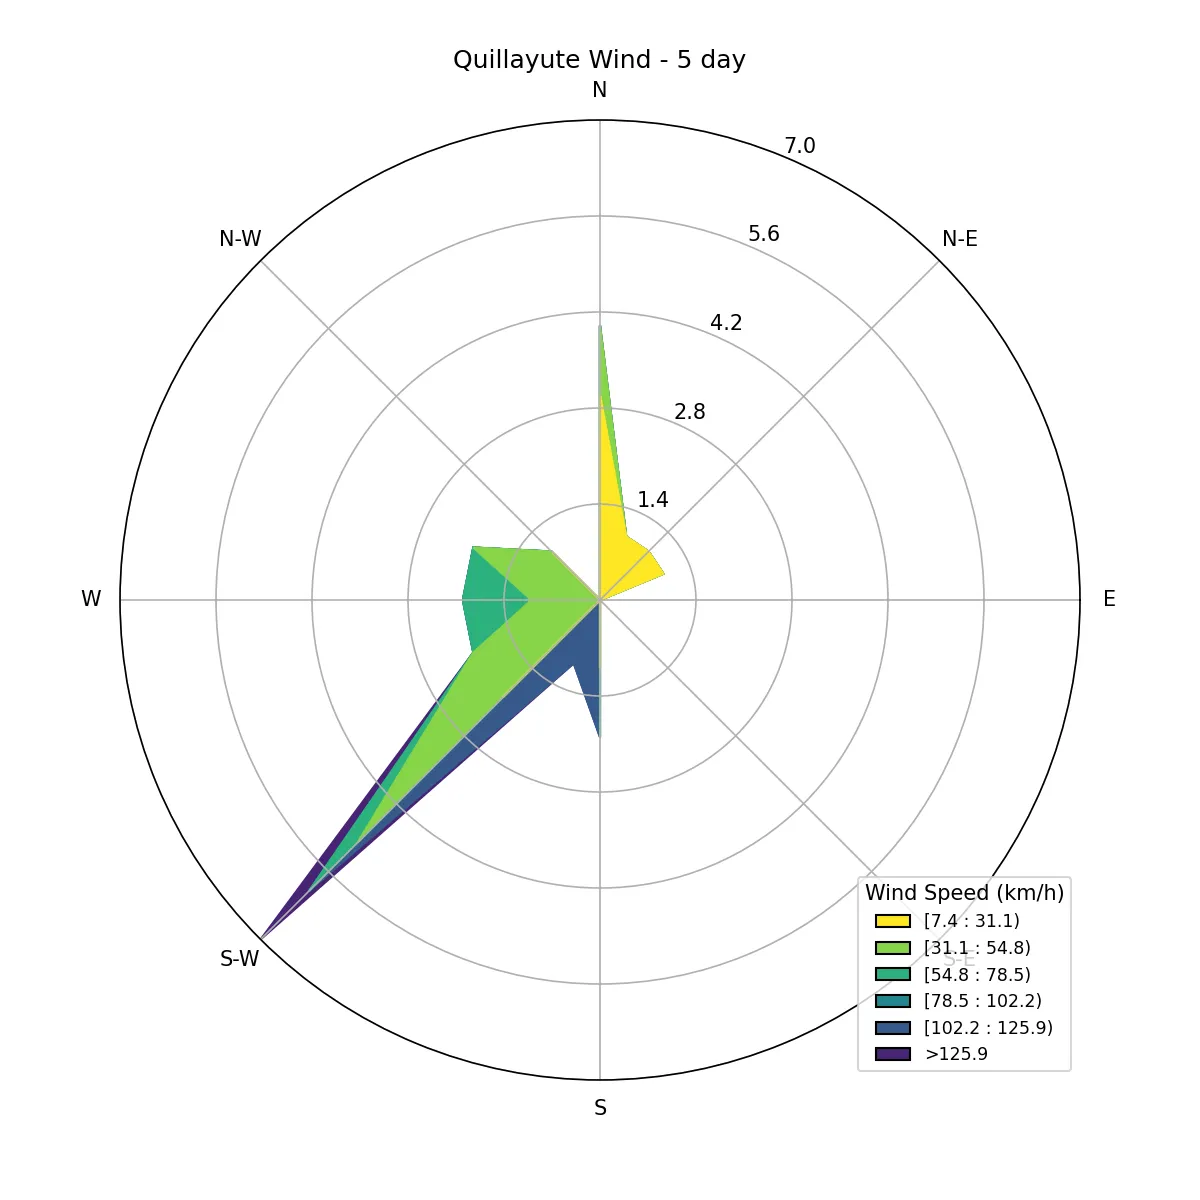 Quillayute Wind - 5 day
N
7.0
N-W
5.6
N-E
4.2
2.8
1.4
W
E
Wind Speed (km/h)
[7.4 : 31.1)
[31.1 : 54.8)
S-W
S-E
[54.8 : 78.5)
[78.5 : 102.2)
[102.2 : 125.9)
>125.9
S